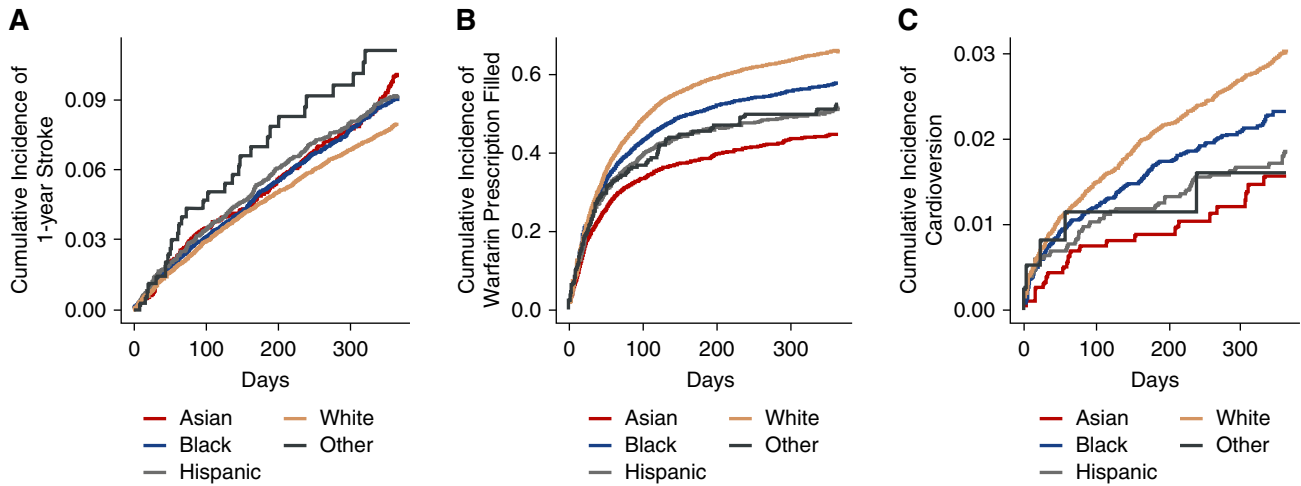 A
Cumulative Incidence of
1-year Stroke
0.09
0.06
0.03
0.00
0 100 200 300
Days
Asian White
Black Other
Hispanic
B
Cumulative Incidence of
Warfarin Prescription Filled
0.6
0.4
0.2
0.0
0 100 200 300
Days
Asian White
Black Other
Hispanic
C
Cumulative Incidence of
Cardioversion
0.03
0.02
0.01
0.00
0 100 200 300
Days
Asian White
Black Other
Hispanic